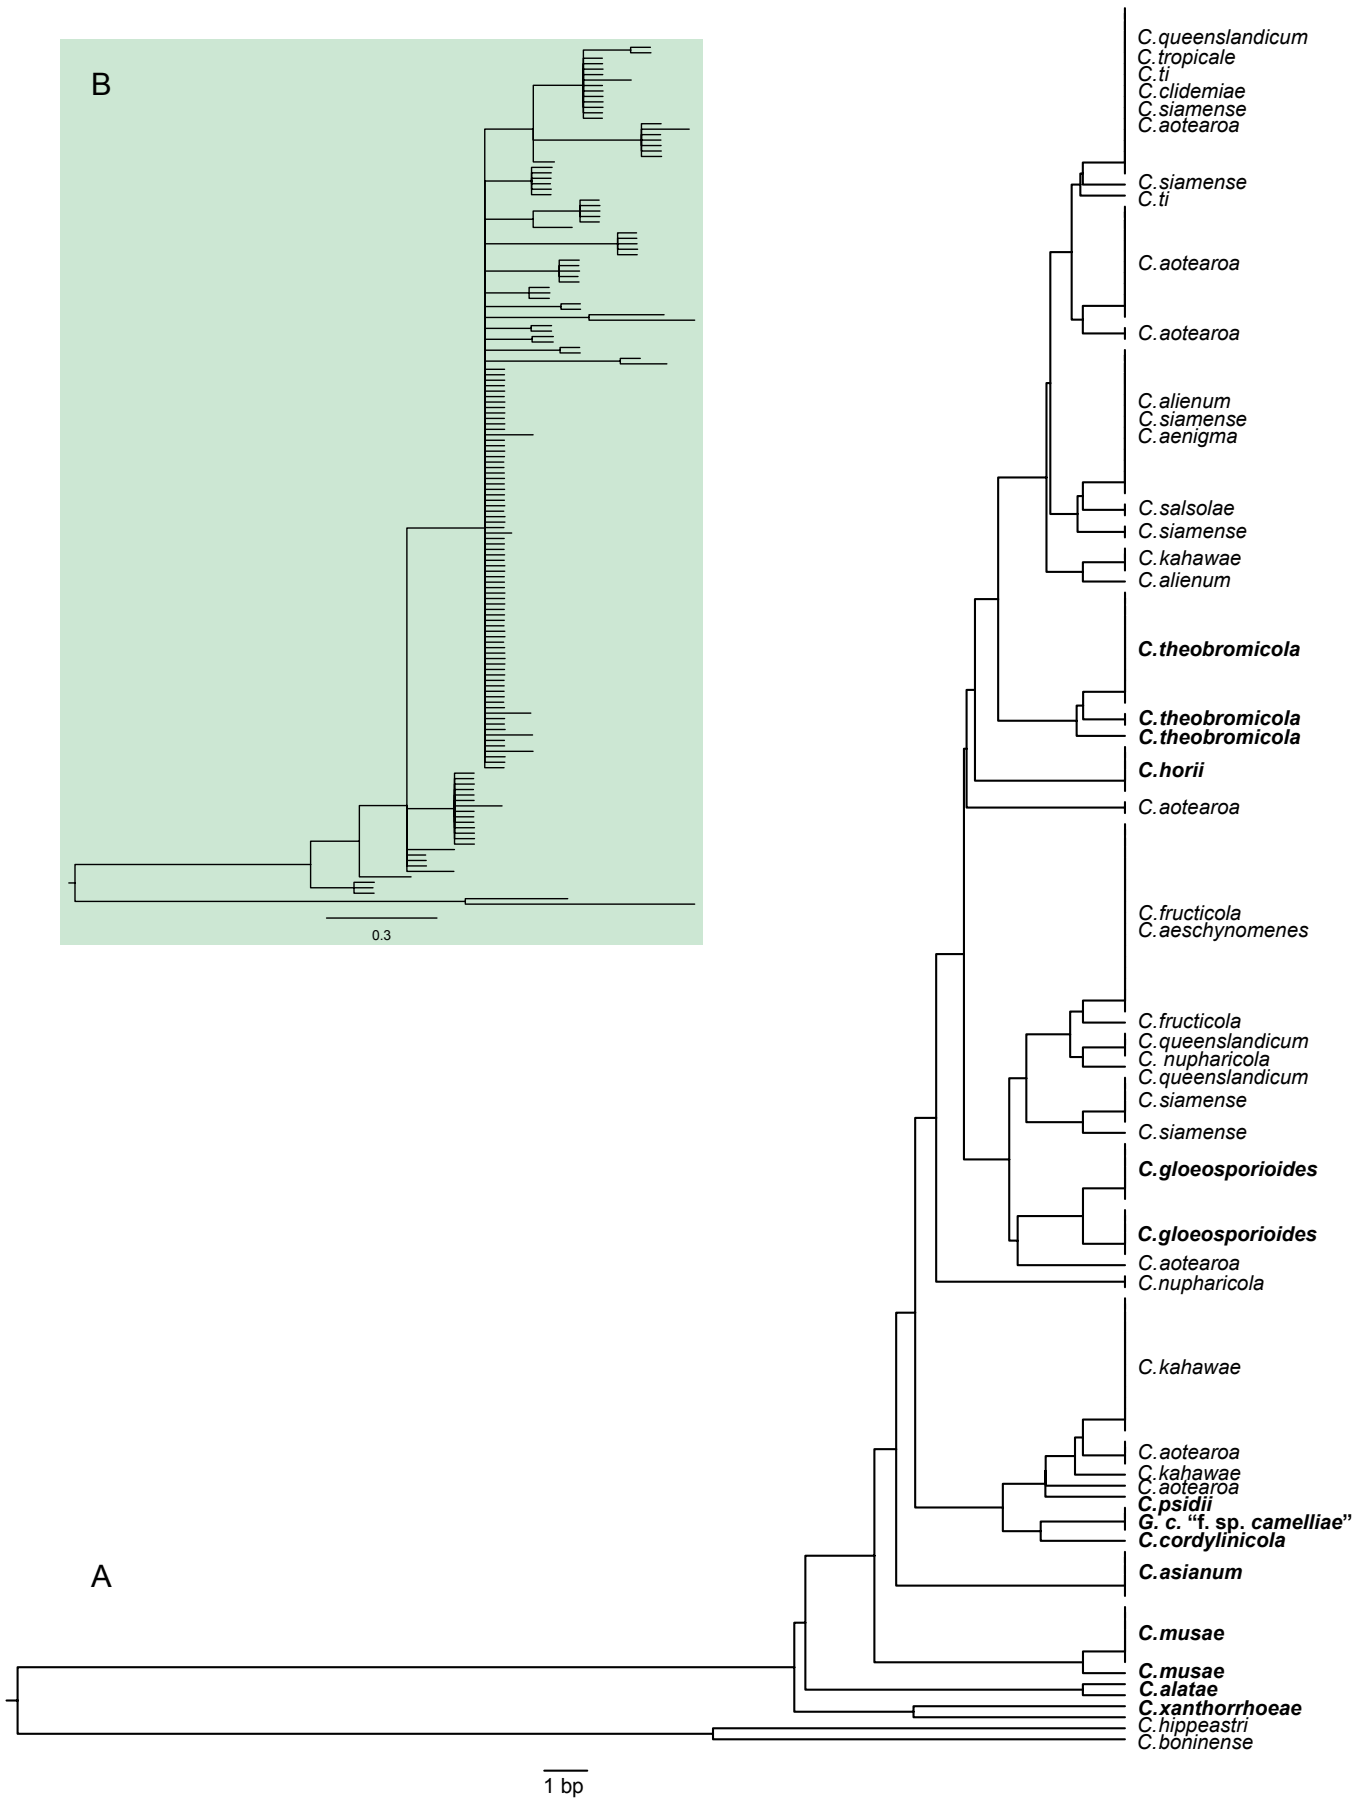 B
0.3
C.queenslandicum
C.tropicale
C.ti
C.clidemiae
C.siamense
C.aotearoa
C.siamense
C.ti
C.aotearoa
C.aotearoa
C.alienum
C.siamense
C.aenigma
C.salsolae
C.siamense
C.kahawae
C.alienum
C.theobromicola
C.theobromicola
C.theobromicola
C.horii
C.aotearoa
C.fructicola
C.aeschynomenes
C.fructicola
C.queenslandicum
C. nupharicola
C.queenslandicum
C.siamense
C.siamense
C.gloeosporioides
C.gloeosporioides
C.aotearoa
C.nupharicola
C.kahawae
C.aotearoa
C.kahawae
C.aotearoa
C.psidii
G. c. “f. sp. camelliae”
C.cordylinicola
C.asianum
C.musae
C.musae
C.alatae
C.xanthorrhoeae
C.hippeastri
C.boninense
A
1 bp